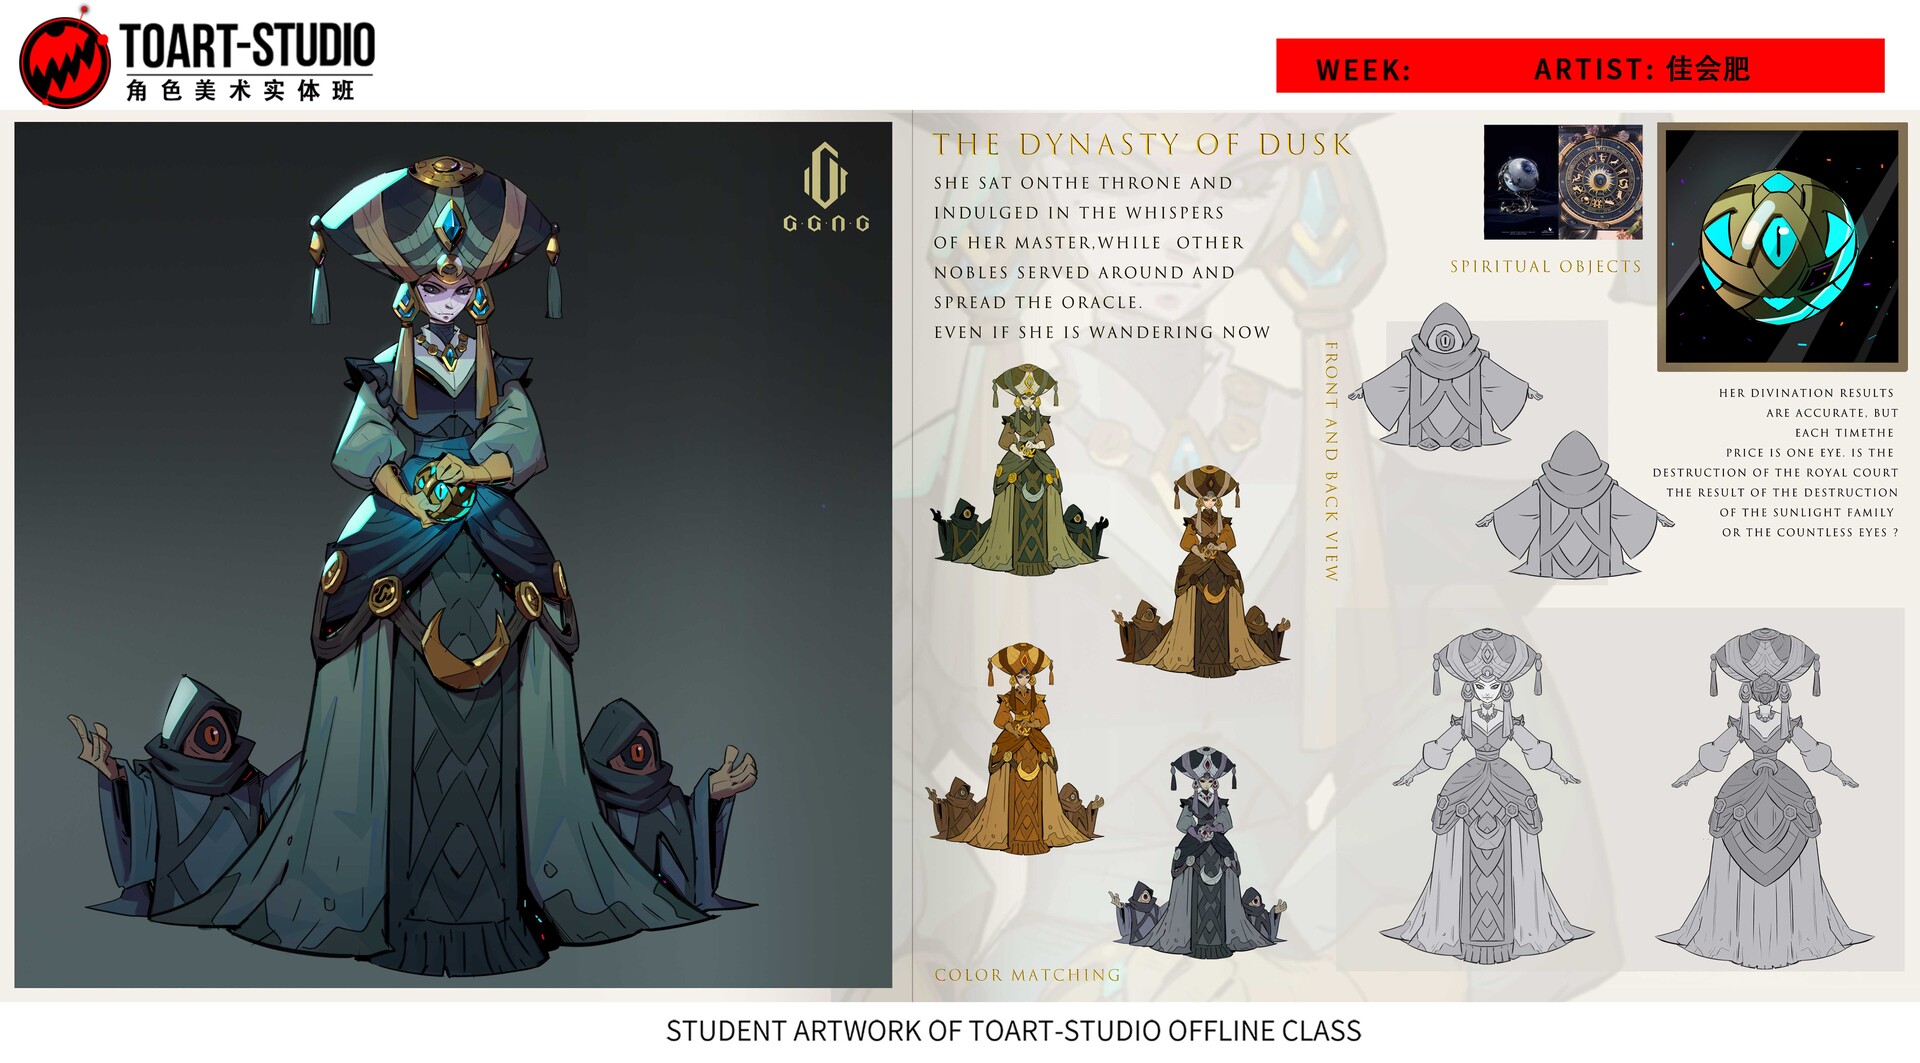 TOART-STUDIO
角色美术实体班
WEEK:
ARTIST: 佳会肥
G·G·N·G
THE DYNASTY OF DUSK
SHE SAT ONTHE THRONE AND
INDULGED IN THE WHISPERS
OF HER MASTER,WHILE OTHER
NOBLES SERVED AROUND AND
SPREAD THE ORACLE.
EVEN IF SHE IS WANDERING NOW
SPIRITUAL OBJECTS
FRONT AND BACK VIEW
HER DIVINATION RESULTS
ARE ACCURATE, BUT
EACH TIMETHE
PRICE IS ONE EYE. IS THE
DESTRUCTION OF THE ROYAL COURT
THE RESULT OF THE DESTRUCTION
OF THE SUNLIGHT FAMILY
OR THE COUNTLESS EYES ?
COLOR MATCHING
STUDENT ARTWORK OF TOART-STUDIO OFFLINE CLASS